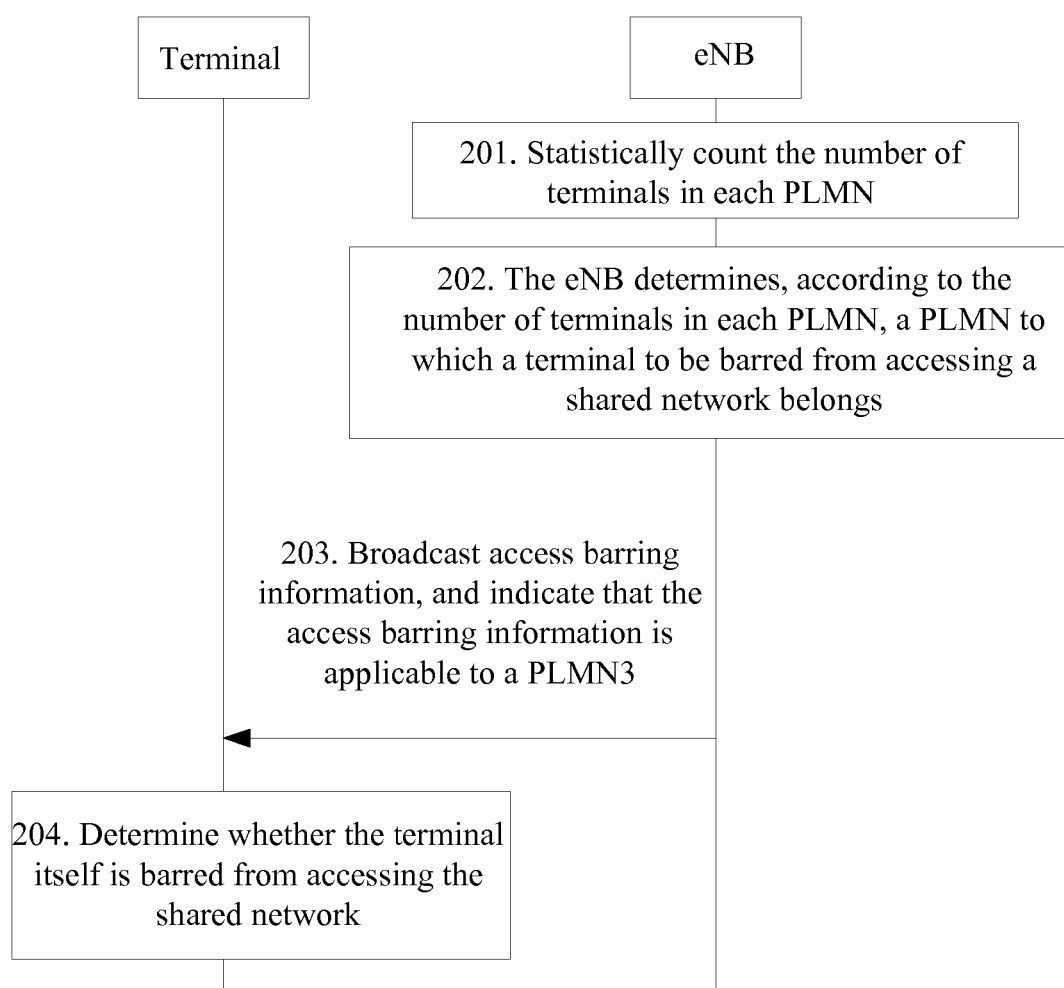 Terminal
eNB
201. Statistically count the number of
terminals in each PLMN
202. The eNB determines, according to the
number of terminals in each PLMN, a PLMN to
which a terminal to be barred from accessing a
shared network belongs
203. Broadcast access barring
information, and indicate that the
access barring information is
applicable to a PLMN3
204. Determine whether the terminal
itself is barred from accessing the
shared network